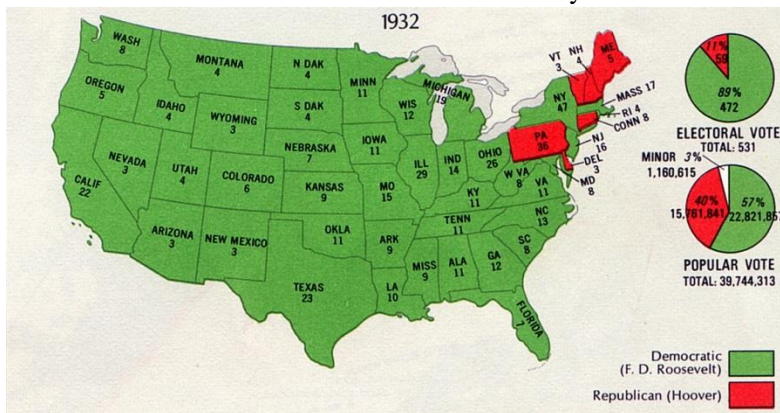 1932
WASH
8
OREGON
5
CALIF
22
NEVADA
3
IDAHO
4
MONTANA
4
WYOMING
3
UTAH
4
COLORADO
6
ARIZONA
3
NEW MEXICO
3
N DAK
4
S DAK
4
NEBRASKA
7
KANSAS
9
OKLA
11
TEXAS
23
MINN
11
IOWA
11
MO
15
ARK
9
LA
10
WIS
12
ILL
29
MICHIGAN
19
IND
14
OHIO
26
KY
11
TENN
11
MISS
9
ALA
11
GA
12
FLORIDA
7
SC
8
NC
13
VA
11
W VA
8
PA
36
NY
47
VT
3
NH
4
ME
5
MASS 17
RI 4
CONN 8
NJ
16
DEL
3
MD
8
11%
59
89%
472
ELECTORAL VOTE
TOTAL: 531
MINOR 3%
1,160,615
40%
15,761,841
57%
22,821,857
POPULAR VOTE
TOTAL: 39,744,313
Democratic
(F. D. Roosevelt)
Republican (Hoover)